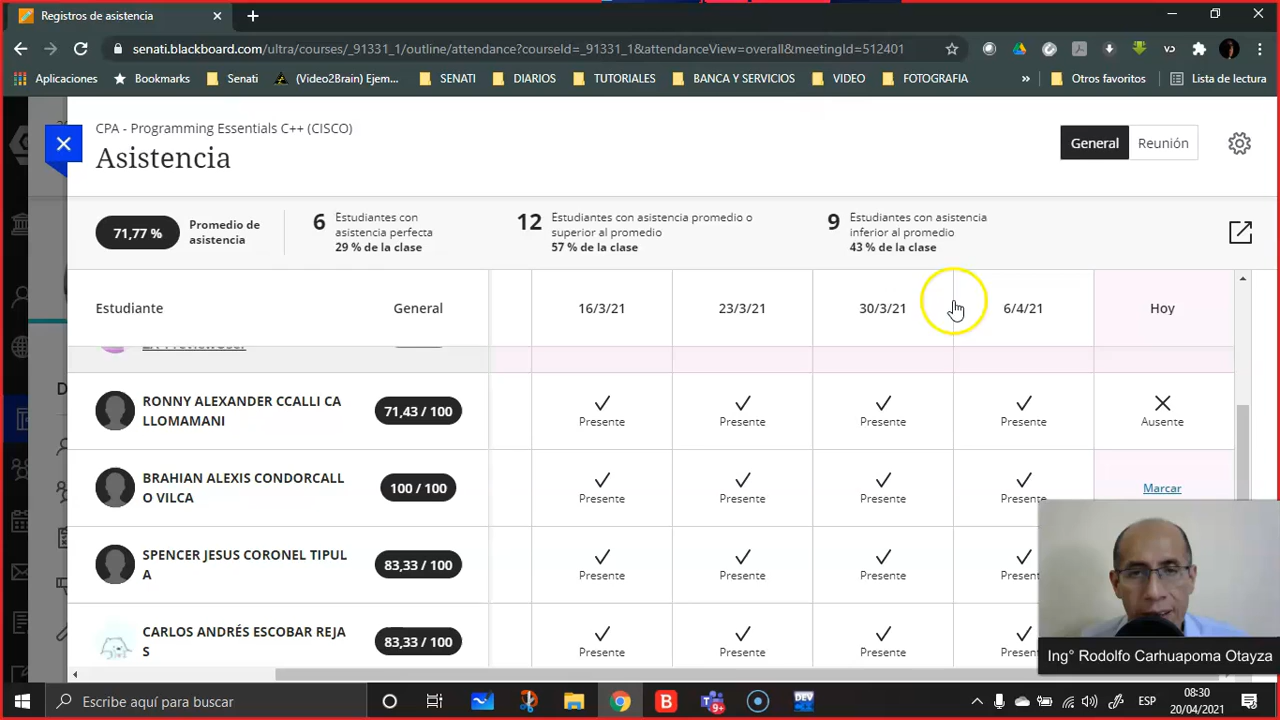 Registros de asistencia
senati.blackboard.com/ultra/courses/_91331_1/outline/attendance?courseId=_91331_1&attendanceView=overall&meetingId=512401
Aplicaciones Bookmarks Senati (Video2Brain) Ejem... SENATI DIARIOS TUTORIALES BANCA Y SERVICIOS VIDEO FOTOGRAFIA » Otros favoritos Lista de lectura
CPA - Programming Essentials C++ (CISCO)
Asistencia
General Reunión
71,77 %
Promedio de
asistencia
6
Estudiantes con
asistencia perfecta
29 % de la clase
12
Estudiantes con asistencia promedio o
superior al promedio
57 % de la clase
9
Estudiantes con asistencia
inferior al promedio
43 % de la clase
Estudiante General 16/3/21 23/3/21 30/3/21 6/4/21 Hoy
RONNY ALEXANDER CCALLI CA
LLOMAMANI
71,43 / 100
Presente Presente Presente Presente Ausente
BRAHIAN ALEXIS CONDORCALL
O VILCA
100 / 100
Presente Presente Presente Presente Marcar
SPENCER JESUS CORONEL TIPUL
A
83,33 / 100
Presente Presente Presente Presente
CARLOS ANDRÉS ESCOBAR REJA
S
83,33 / 100
Presente Presente Presente
Ing° Rodolfo Carhuapoma Otayza
Escribe aquí para buscar
9+
DEV
ESP
08:30
20/04/2021